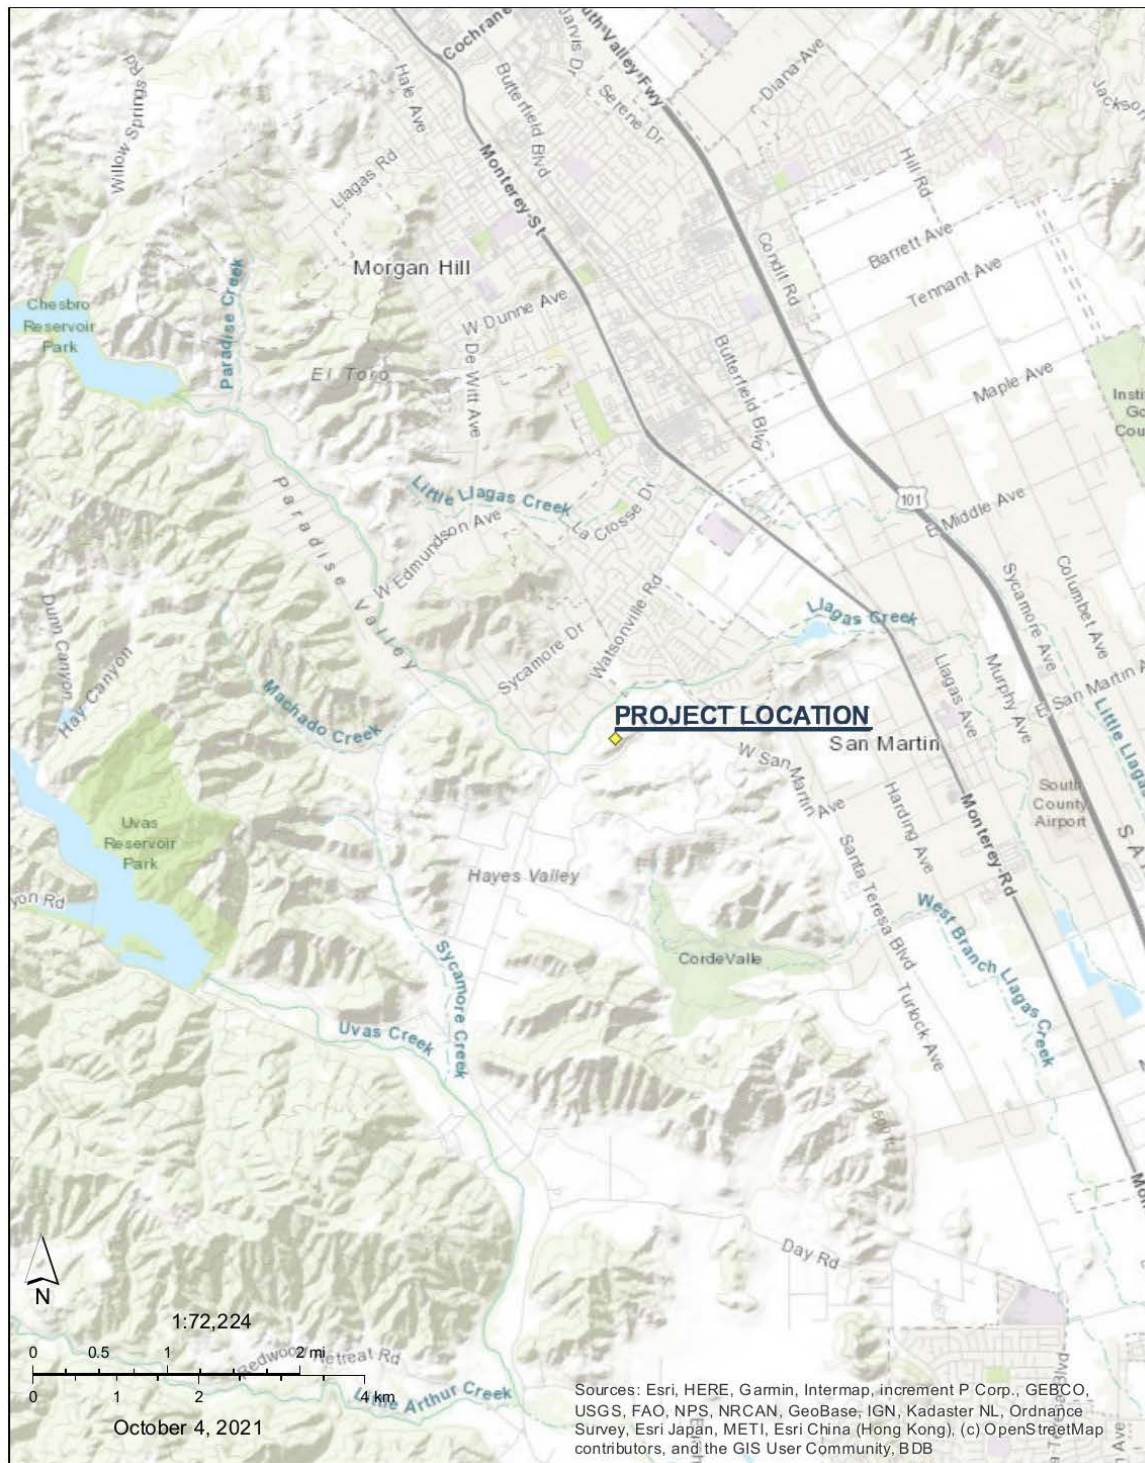 Cochrane
Jarvis Dr
Valley Fwy
Diana Ave
Serene Dr
Jackson
Willow Springs Rd
Hale Ave
Butterfield Blvd
Llagas Rd
Monterey St
Hill Rd
Barrett Ave
Condit Rd
Tennant Ave
Morgan Hill
Paradise Creek
Chesbro
Reservoir
Park
W Dunne Ave
El Toro
W De Witt Ave
Butterfield Blvd
Maple Ave
Paradise Valley
Little Llagas Creek
La Crosse Dr
W Edmundson Ave
101
E Middle Ave
Sycamore Ave
Columbet Ave
Dunn Canyon
Hay Canyon
Sycamore Dr
Watsonville Rd
Llagas Creek
Machado Creek
Llagas Ave
Murphy Ave
E San Martin A
Little Llagas
PROJECT LOCATION
San Martin
W San Martin Ave
Harding Ave
Monterey Rd
South
County
Airport
Uvas
Reservoir
Park
Hayes Valley
Santa Teresa Blvd
yon Rd
Sycamore Creek
CordeValle
West Branch Llagas Creek
Turlock Ave
Uvas Creek
Day Rd
N
1:72,224
0 0.5 1 2 mi
0 1 2 4 km
Redwood Retreat Rd
Little Arthur Creek
October 4, 2021
Sources: Esri, HERE, Garmin, Intermap, increment P Corp., GEBCO,
USGS, FAO, NPS, NRCAN, GeoBase, IGN, Kadaster NL, Ordnance
Survey, Esri Japan, METI, Esri China (Hong Kong), (c) OpenStreetMap
contributors, and the GIS User Community, BDB